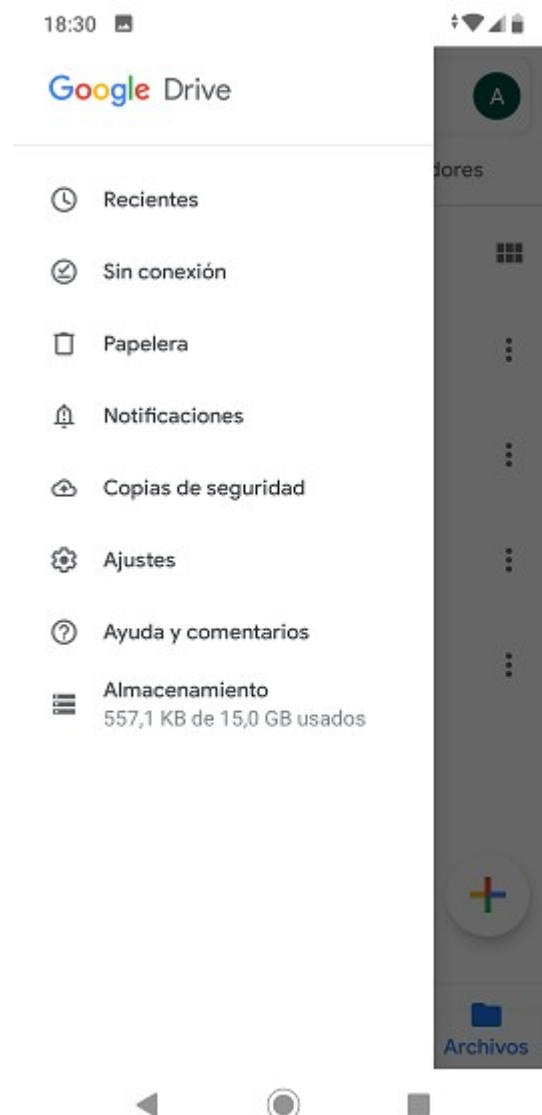 18:30
Google Drive
A
dores
Recientes
Sin conexión
Papelera
Notificaciones
Copias de seguridad
Ajustes
Ayuda y comentarios
Almacenamiento
557,1 KB de 15,0 GB usados
Archivos